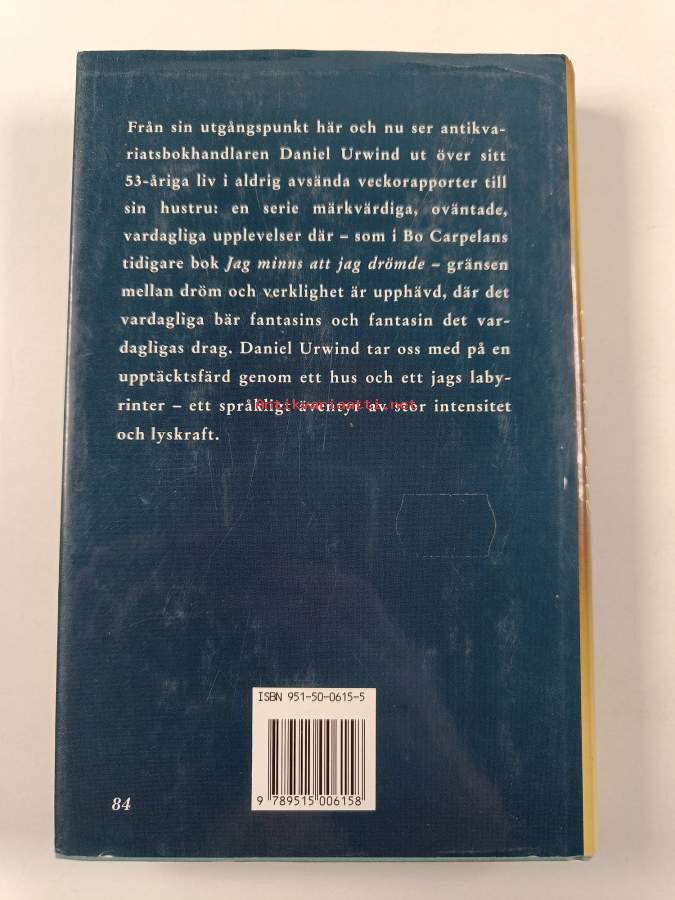 Från sin utgångspunkt här och nu ser antikva-
riatsbokhandlaren Daniel Urwind ut över sitt
53-åriga liv i aldrig avsända veckorapporter till
sin hustru: en serie märkvärdiga, oväntade,
vardagliga upplevelser där – som i Bo Carpelans
tidigare bok Jag minns att jag drömde – gränsen
mellan dröm och verklighet är upphävd, där det
vardagliga bär fantasins och fantasin det var-
dagligas drag. Daniel Urwind tar oss med på en
upptäcktsfärd genom ett hus och ett jags laby-
rinter – ett språkligt äventyr av stor intensitet
Antikvariaatti.net
och lyskraft.
ISBN 951-50-0615-5
9 789515 006158
84